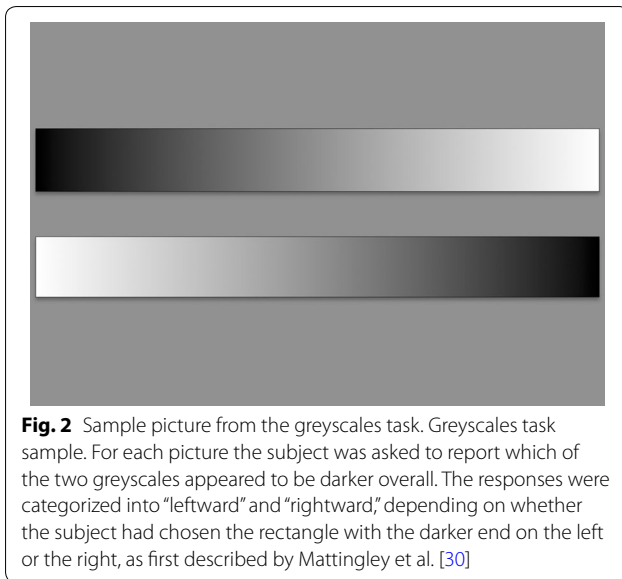 Fig. 2 Sample picture from the greyscales task. Greyscales task
sample. For each picture the subject was asked to report which of
the two greyscales appeared to be darker overall. The responses were
categorized into “leftward” and “rightward,” depending on whether
the subject had chosen the rectangle with the darker end on the left
or the right, as first described by Mattingley et al. [30]